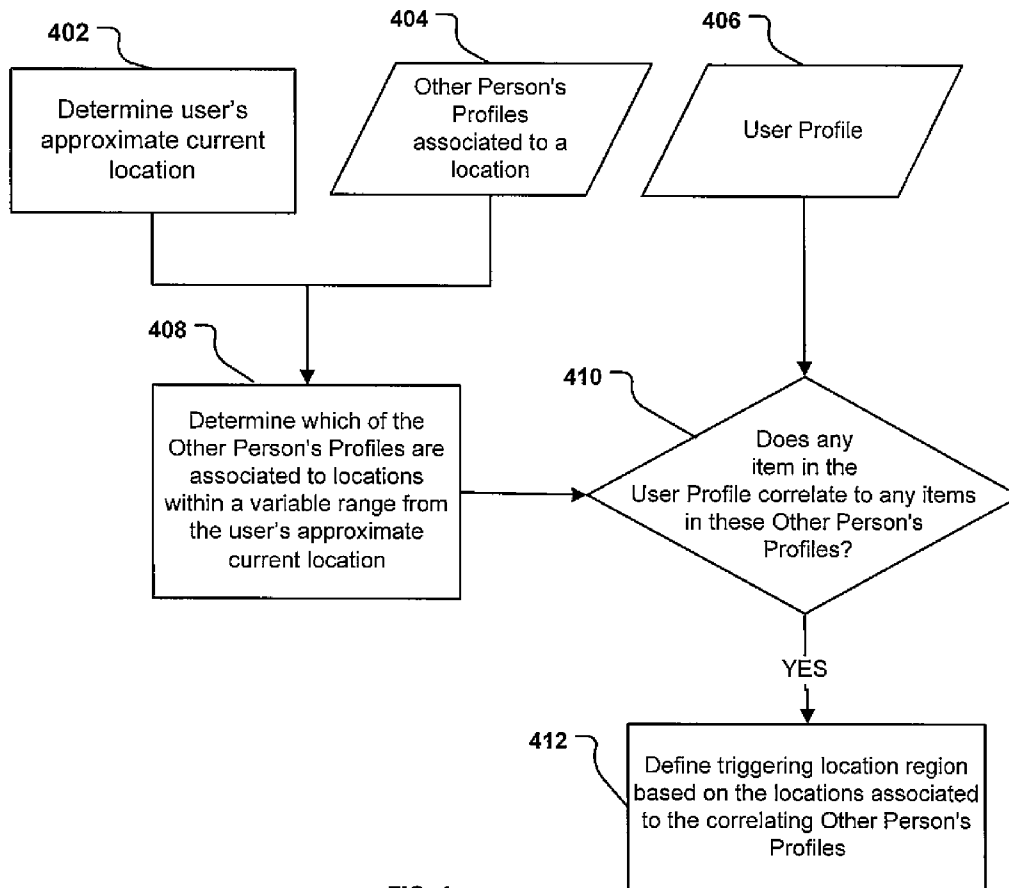 402
404
406
Determine user's
approximate current
location
Other Person's
Profiles
associated to a
location
User Profile
408
410
Determine which of the
Other Person's Profiles are
associated to locations
within a variable range from
the user's approximate
current location
Does any
item in the
User Profile correlate to any items
in these Other Person's
Profiles?
YES
412
Define triggering location region
based on the locations associated
to the correlating Other Person's
Profiles